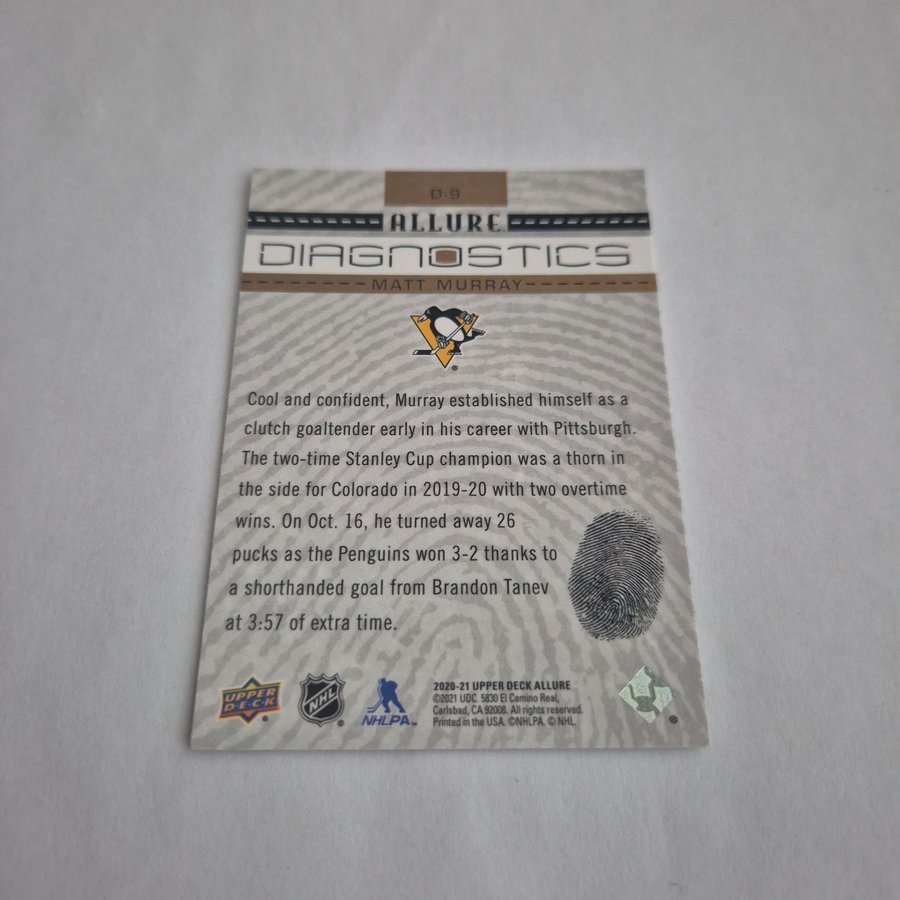 D-9
ALLURE
DIAGNOSTICS
MATT MURRAY
Cool and confident, Murray established himself as a
clutch goaltender early in his career with Pittsburgh.
The two-time Stanley Cup champion was a thorn in
the side for Colorado in 2019-20 with two overtime
wins. On Oct. 16, he turned away 26
pucks as the Penguins won 3-2 thanks to
a shorthanded goal from Brandon Tanev
at 3:57 of extra time.
UPPER
D·E·C·K
®
NHL
®
NHLPA™
2020-21 UPPER DECK ALLURE
©2021 UDC. 5830 El Camino Real,
Carlsbad, CA 92008. All rights reserved.
Printed in the USA. ©NHLPA. © NHL.
®